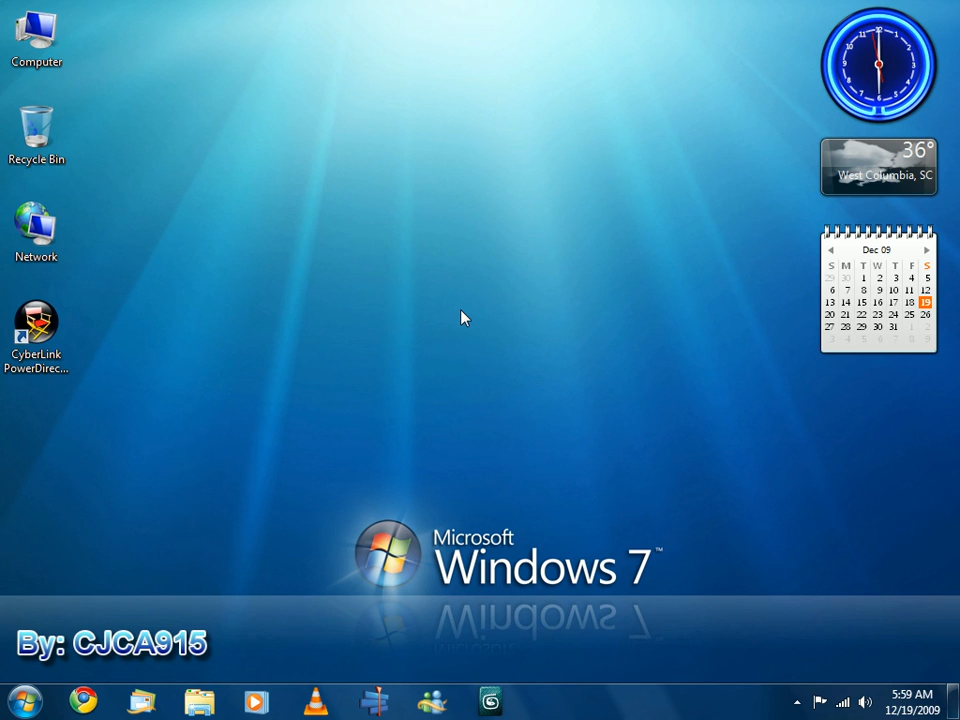 Computer
Recycle Bin
Network
CyberLink
PowerDirec...
36°
West Columbia, SC
Dec 09
S M T W T F S
29 30 1 2 3 4 5
6 7 8 9 10 11 12
13 14 15 16 17 18 19
20 21 22 23 24 25 26
27 28 29 30 31 1 2
3 4 5 6 7 8 9
Microsoft
Windows 7™
By: CJCA915
5:59 AM
12/19/2009